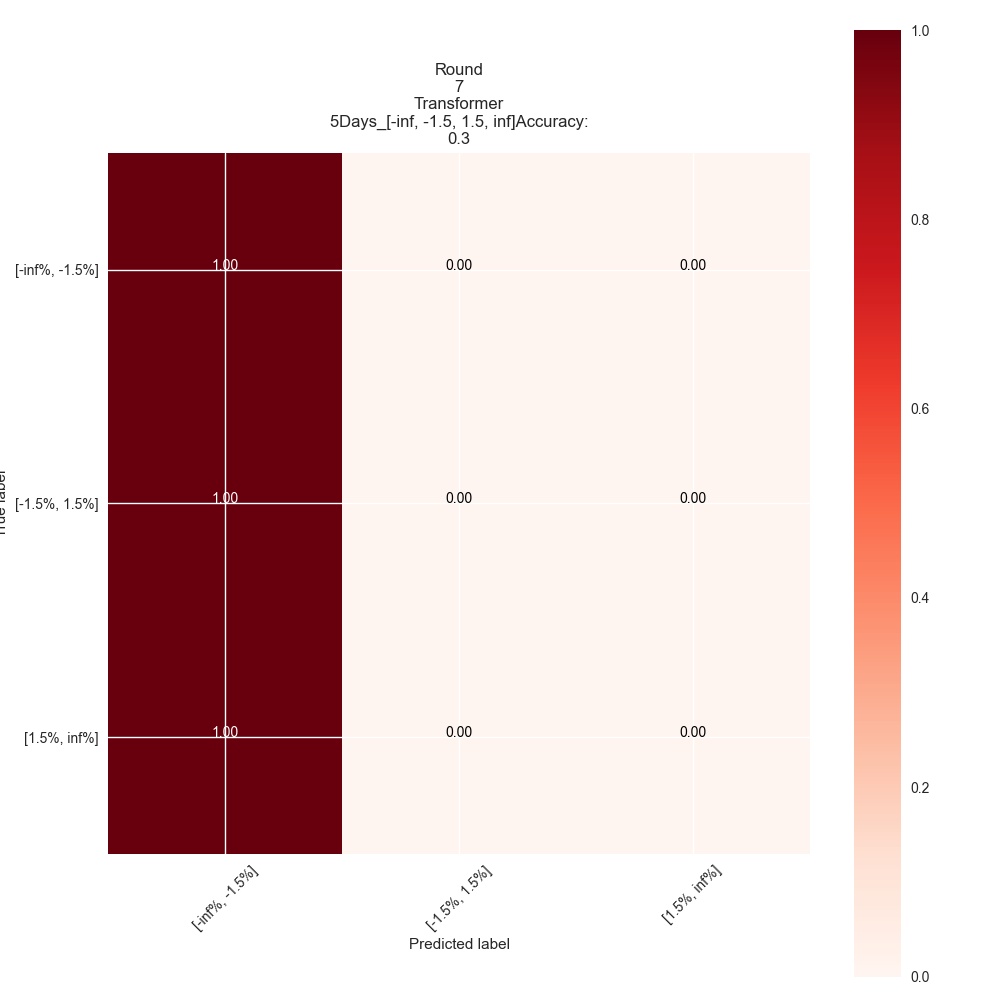 Round
7
Transformer
5Days_[-inf, -1.5, 1.5, inf]Accuracy:
0.3
1.0
0.8
0.6
0.4
0.2
0.0
[-inf%, -1.5%]
1.00
0.00
0.00
True label
[-1.5%, 1.5%]
1.00
0.00
0.00
[1.5%, inf%]
1.00
0.00
0.00
[-inf%, -1.5%]
[-1.5%, 1.5%]
[1.5%, inf%]
Predicted label